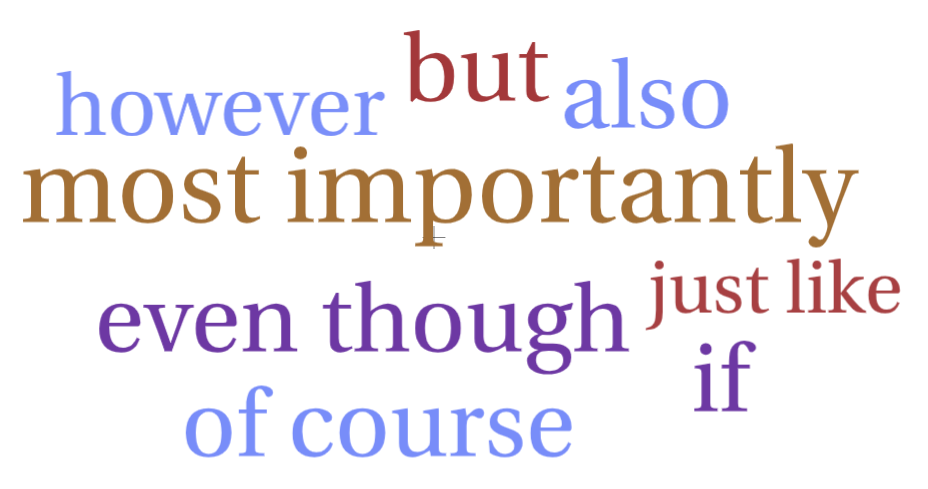 however but also
most importantly
even though just like
if
of course